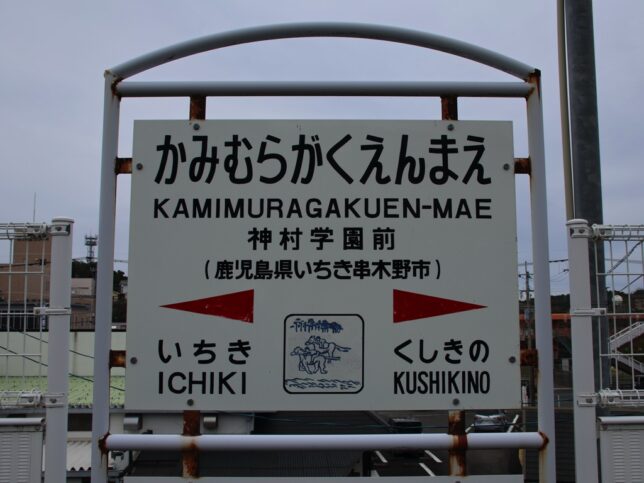 かみむらがくえんまえ
KAMIMURAGAKUEN-MAE
神村学園前
(鹿児島県いちき串木野市)
いちき くしきの
ICHIKI KUSHIKINO